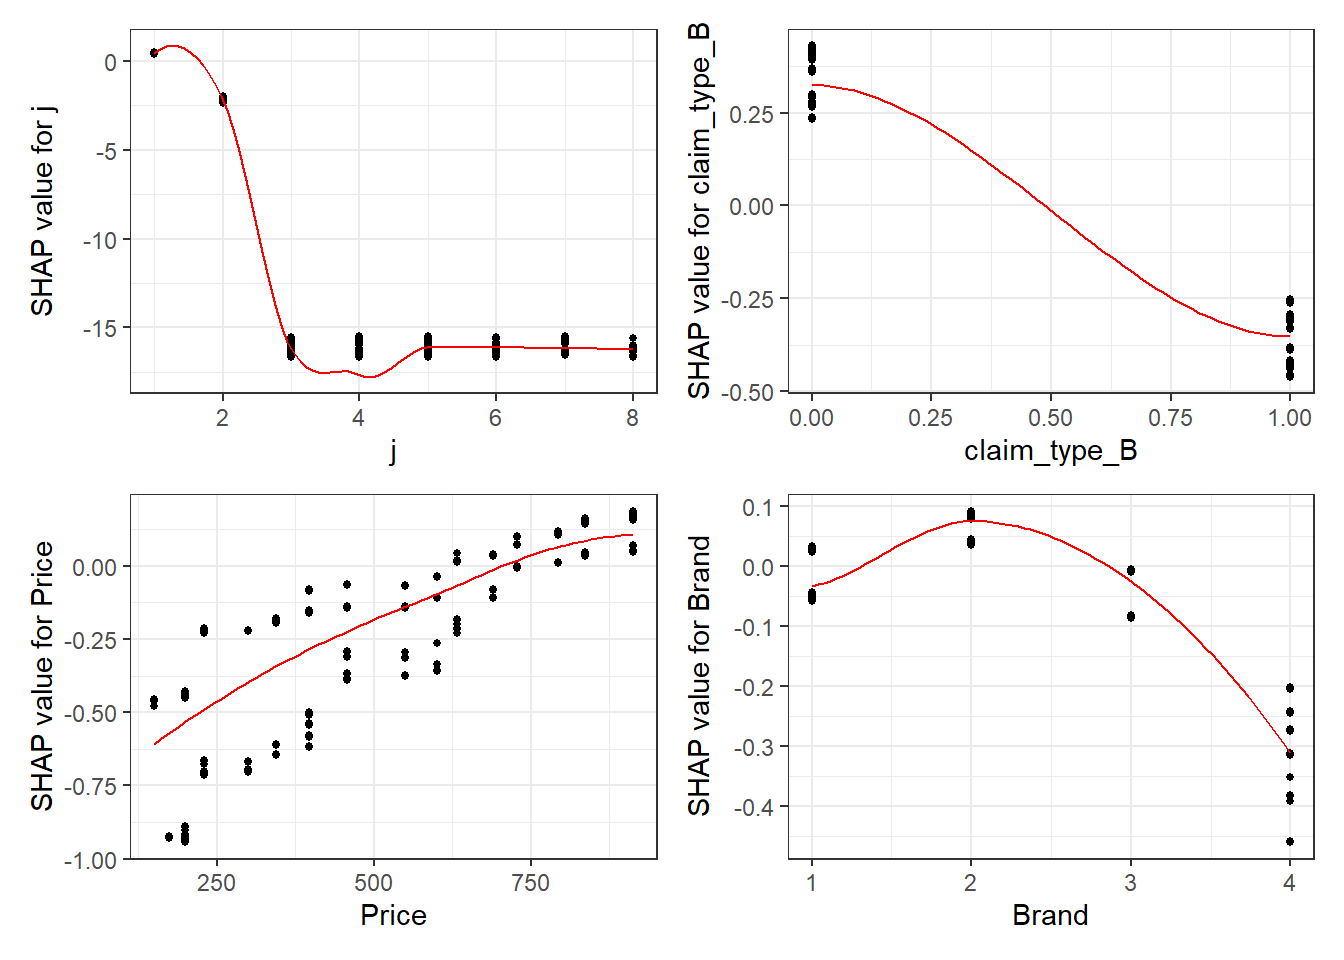 SHAP value for j
0
-5
-10
-15
2 4 6 8
j
SHAP value for claim_type_B
0.25
0.00
-0.25
-0.50
0.00 0.25 0.50 0.75 1.00
claim_type_B
SHAP value for Price
0.00
-0.25
-0.50
-0.75
-1.00
250 500 750
Price
SHAP value for Brand
0.1
0.0
-0.1
-0.2
-0.3
-0.4
1 2 3 4
Brand